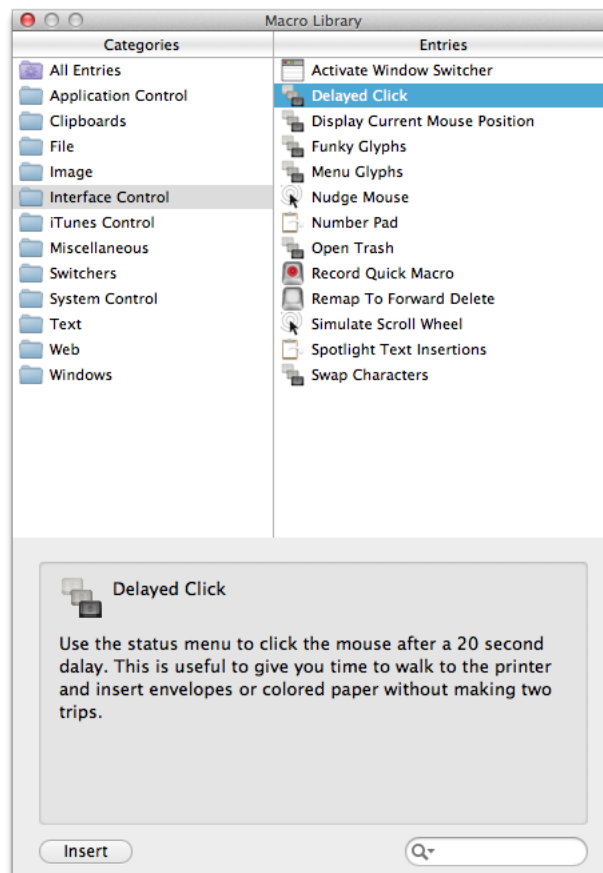 Macro Library
Categories
Entries
All Entries
Application Control
Clipboards
File
Image
Interface Control
iTunes Control
Miscellaneous
Switchers
System Control
Text
Web
Windows
Activate Window Switcher
Delayed Click
Display Current Mouse Position
Funky Glyphs
Menu Glyphs
Nudge Mouse
Number Pad
Open Trash
Record Quick Macro
Remap To Forward Delete
Simulate Scroll Wheel
Spotlight Text Insertions
Swap Characters
Delayed Click
Use the status menu to click the mouse after a 20 second
dalay. This is useful to give you time to walk to the printer
and insert envelopes or colored paper without making two
trips.
Insert